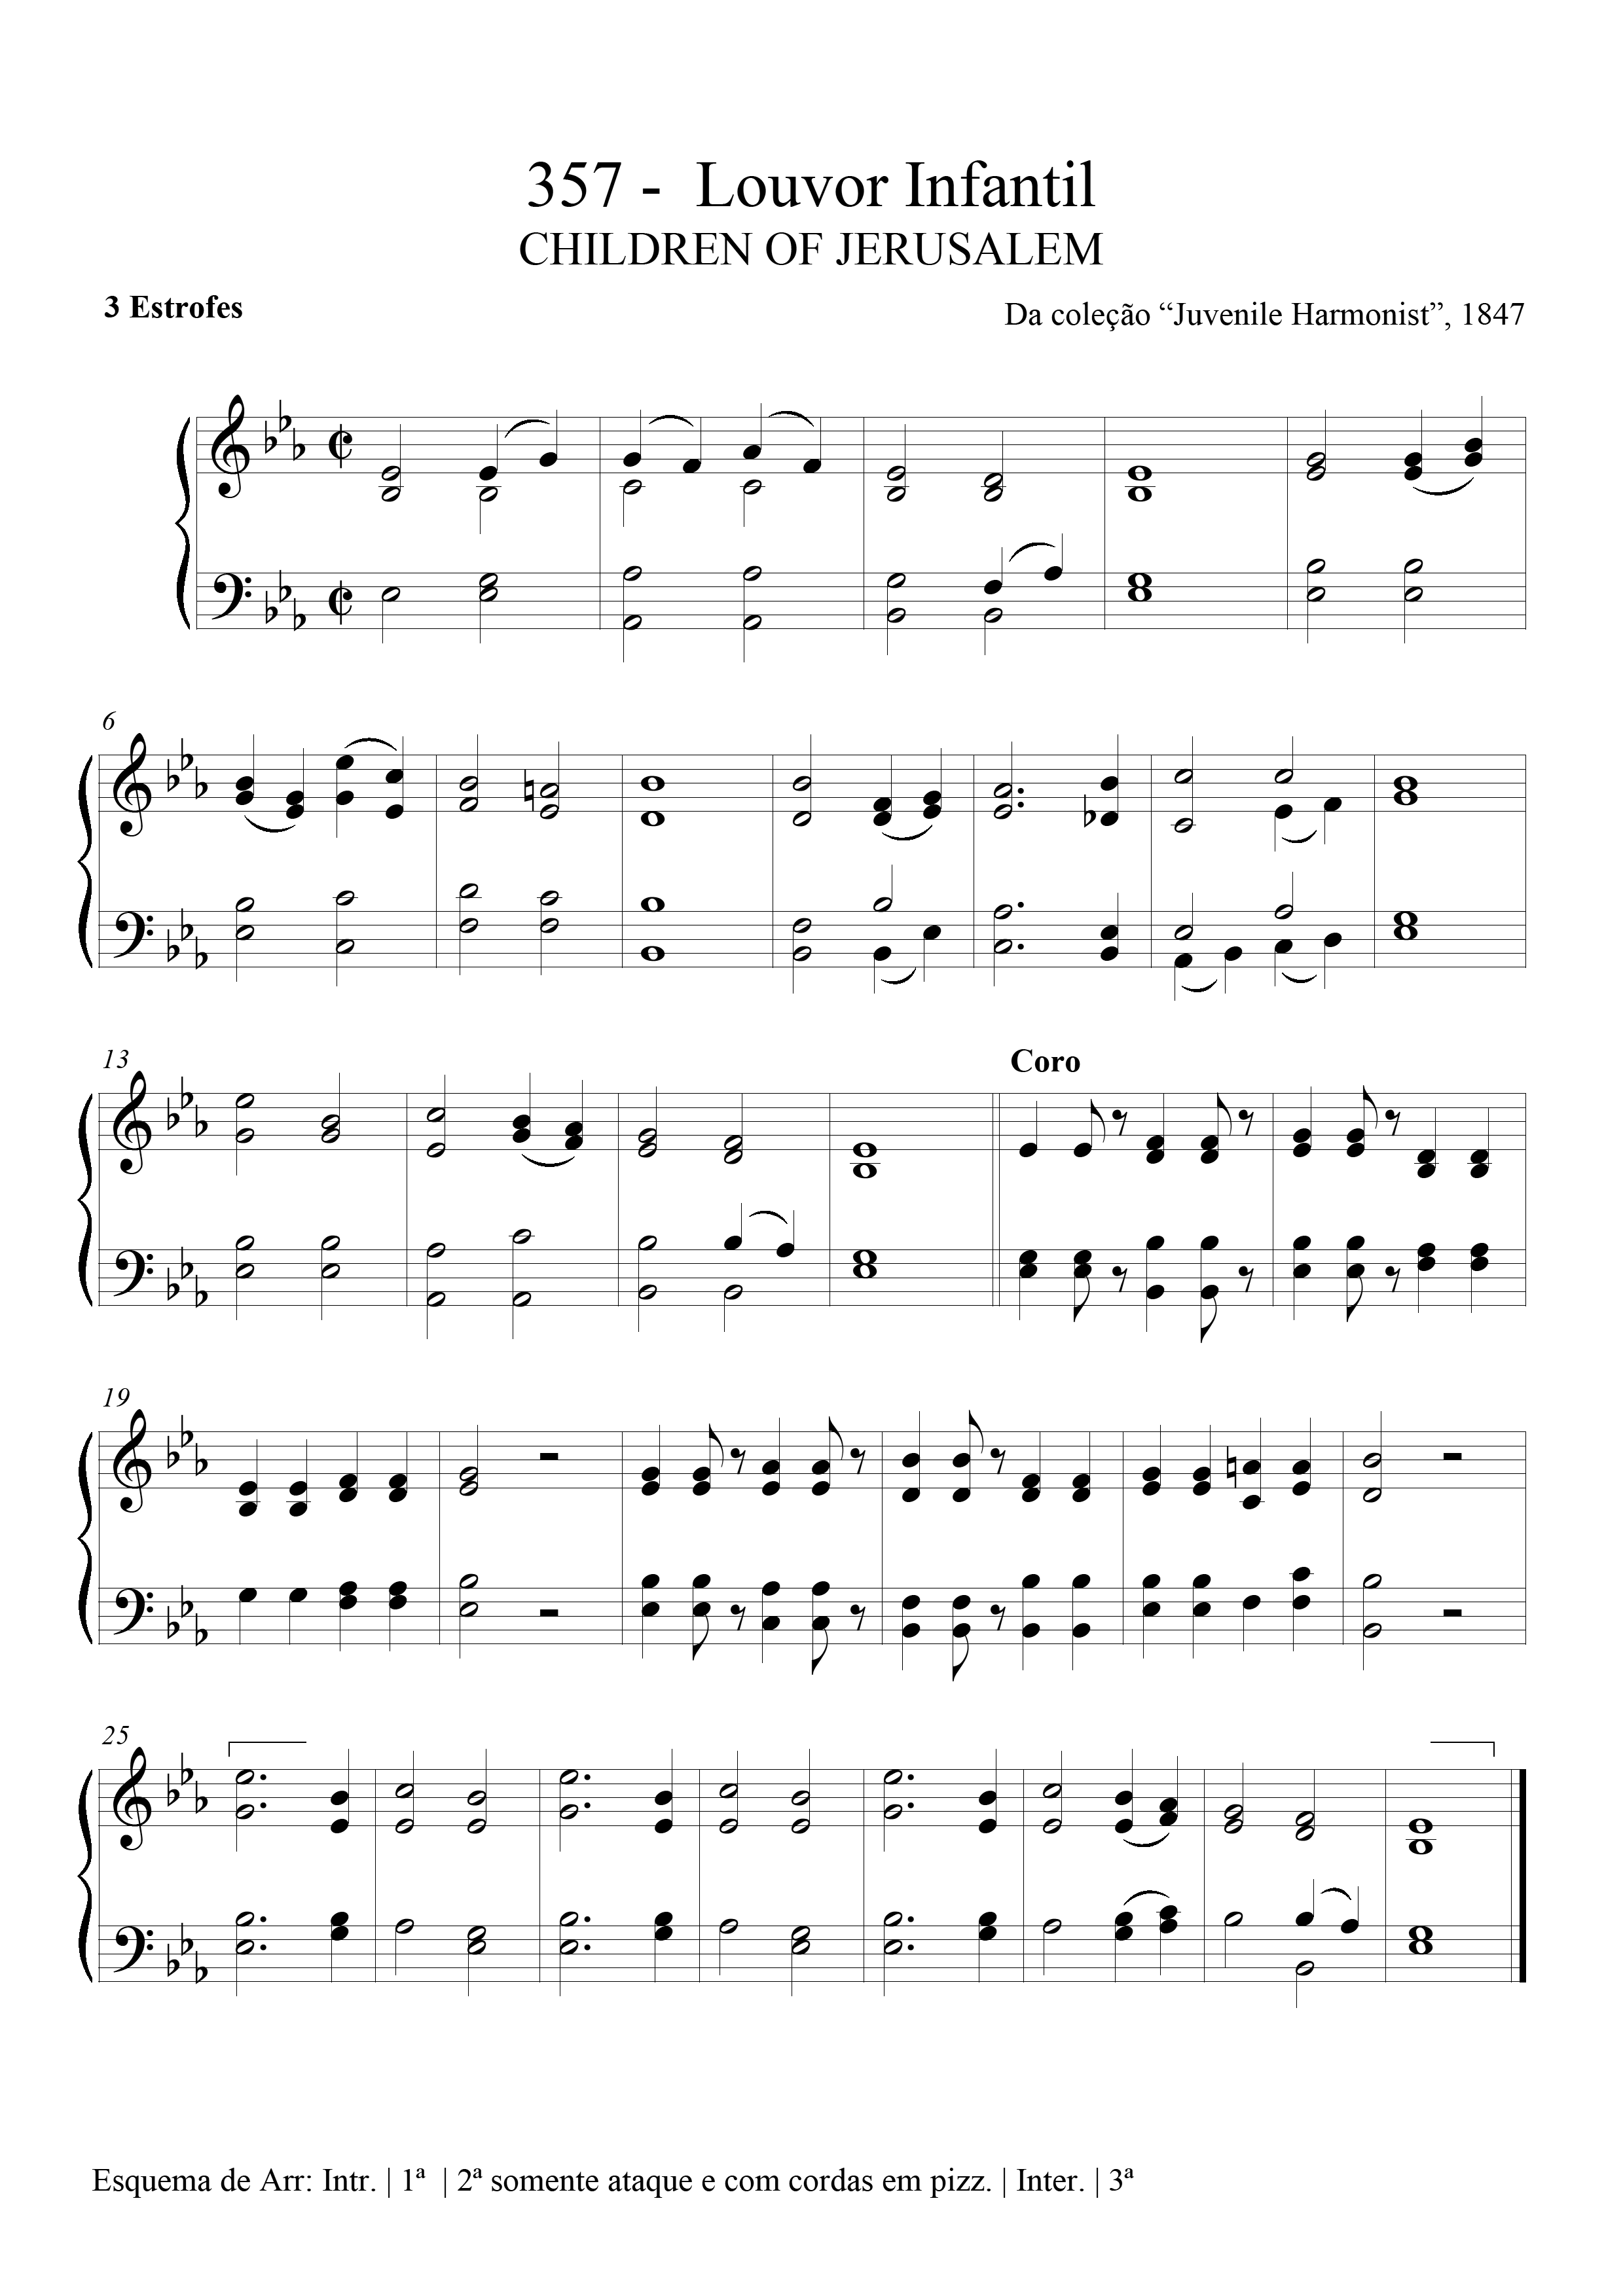 357 - Louvor Infantil
CHILDREN OF JERUSALEM
3 Estrofes
Da coleção “Juvenile Harmonist”, 1847
6
13
Coro
19
25
Esquema de Arr: Intr. | 1ª | 2ª somente ataque e com cordas em pizz. | Inter. | 3ª